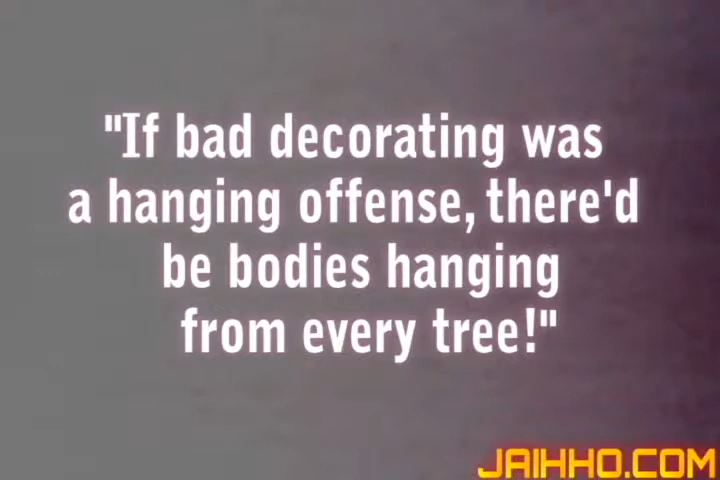 "If bad decorating was
a hanging offense, there'd
be bodies hanging
from every tree!"
JAIHHO.COM